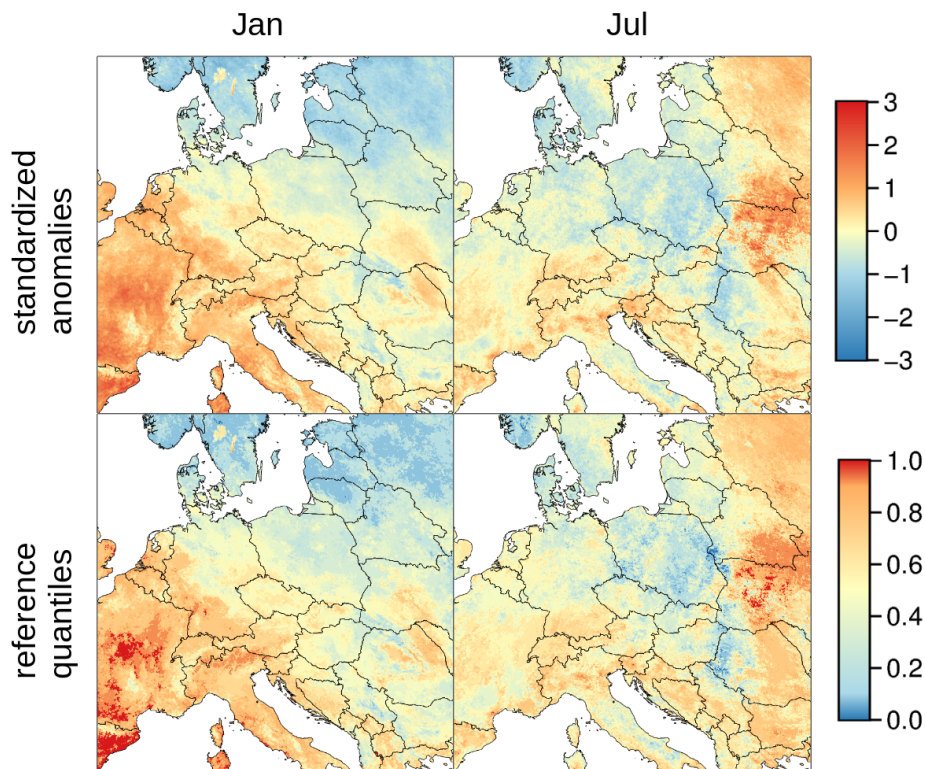 Jan
Jul
standardized
anomalies
3
2
1
0
−1
−2
−3
reference
quantiles
1.0
0.8
0.6
0.4
0.2
0.0